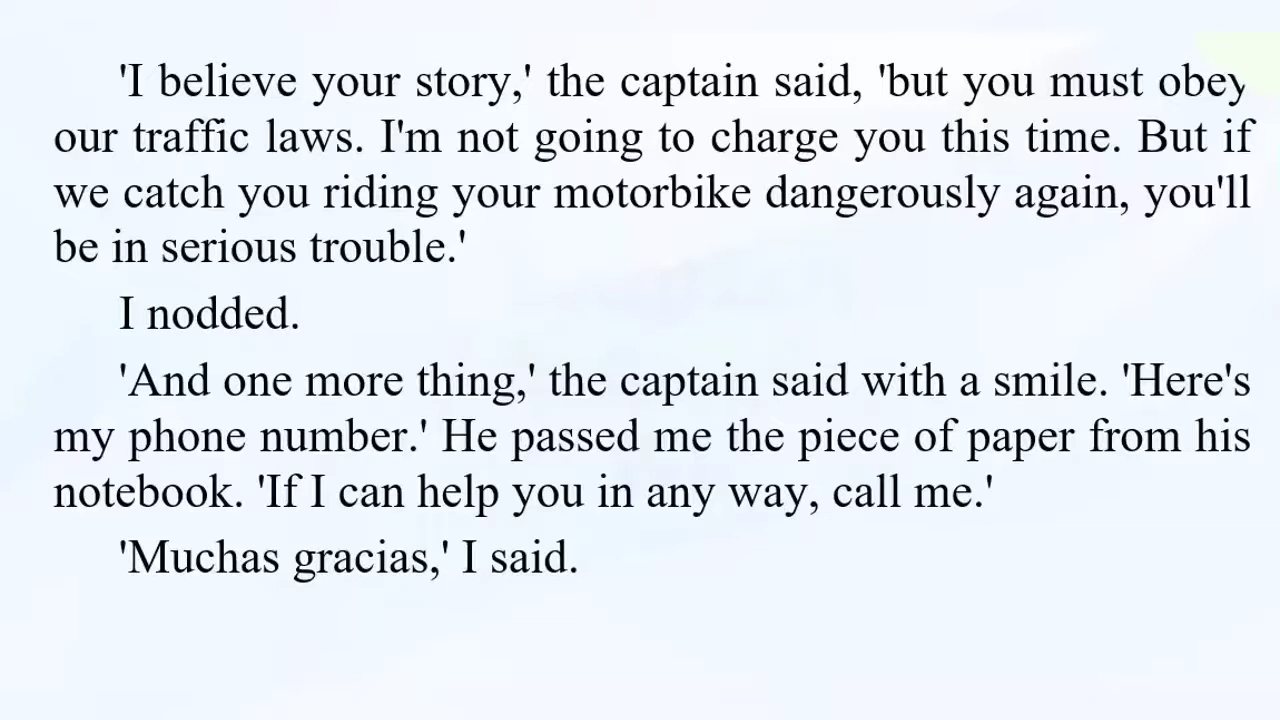 'I believe your story,' the captain said, 'but you must obey
our traffic laws. I'm not going to charge you this time. But if
we catch you riding your motorbike dangerously again, you'll
be in serious trouble.'
I nodded.
'And one more thing,' the captain said with a smile. 'Here's
my phone number.' He passed me the piece of paper from his
notebook. 'If I can help you in any way, call me.'
'Muchas gracias,' I said.